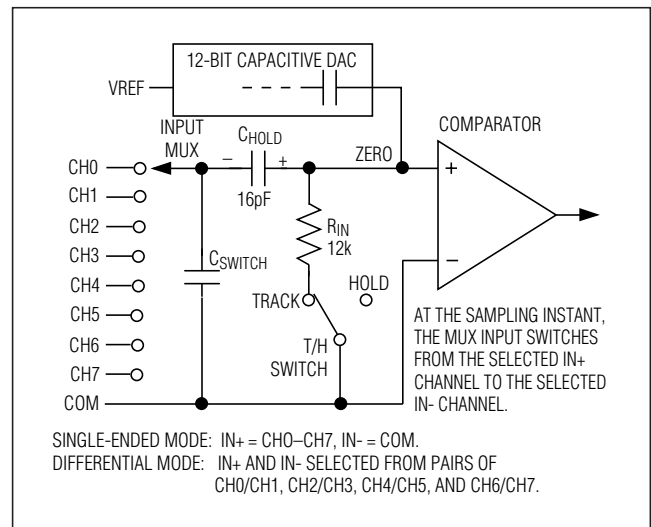 12-BIT CAPACITIVE DAC
VREF
INPUT
MUX
CHOLD
16pF
ZERO
COMPARATOR
CH0
CH1
CH2
CH3
CH4
CH5
CH6
CH7
COM
CSWITCH
RIN
12k
TRACK
HOLD
T/H
SWITCH
− +
+
−
AT THE SAMPLING INSTANT,
THE MUX INPUT SWITCHES
FROM THE SELECTED IN+
CHANNEL TO THE SELECTED
IN- CHANNEL.
SINGLE-ENDED MODE: IN+ = CHO–CH7, IN- = COM.
DIFFERENTIAL MODE: IN+ AND IN- SELECTED FROM PAIRS OF
CH0/CH1, CH2/CH3, CH4/CH5, AND CH6/CH7.